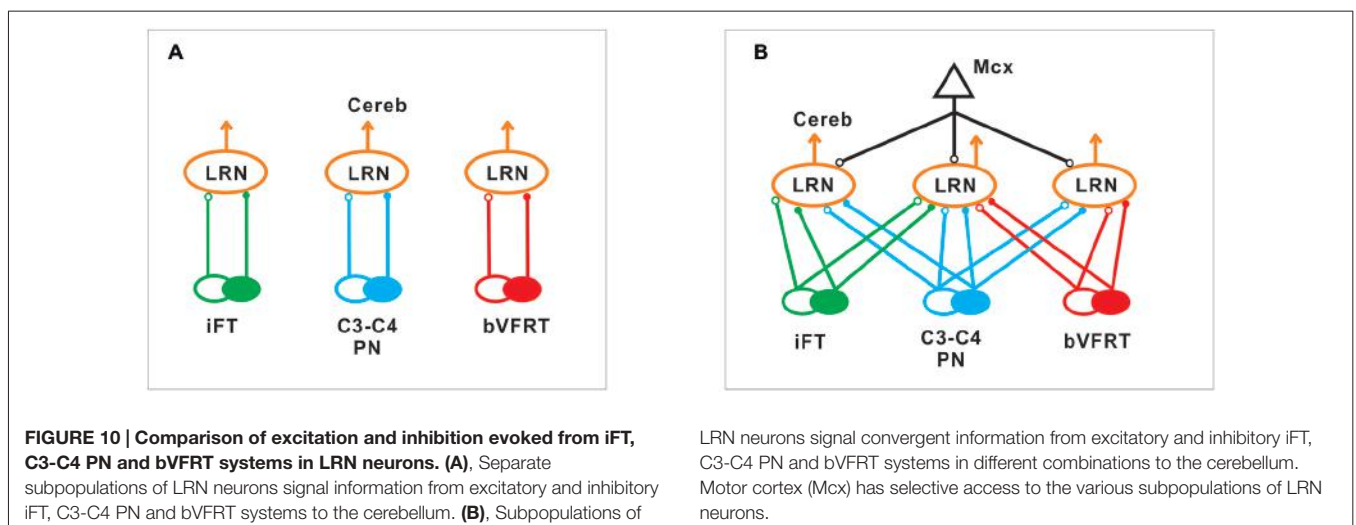 A
Cereb
LRN
LRN
LRN
iFT
C3-C4
PN
bVFRT
B
Mcx
Cereb
LRN
LRN
LRN
iFT
C3-C4
PN
bVFRT
FIGURE 10 | Comparison of excitation and inhibition evoked from iFT,
C3-C4 PN and bVFRT systems in LRN neurons. (A), Separate
subpopulations of LRN neurons signal information from excitatory and inhibitory
iFT, C3-C4 PN and bVFRT systems to the cerebellum. (B), Subpopulations of
LRN neurons signal convergent information from excitatory and inhibitory iFT,
C3-C4 PN and bVFRT systems in different combinations to the cerebellum.
Motor cortex (Mcx) has selective access to the various subpopulations of LRN
neurons.